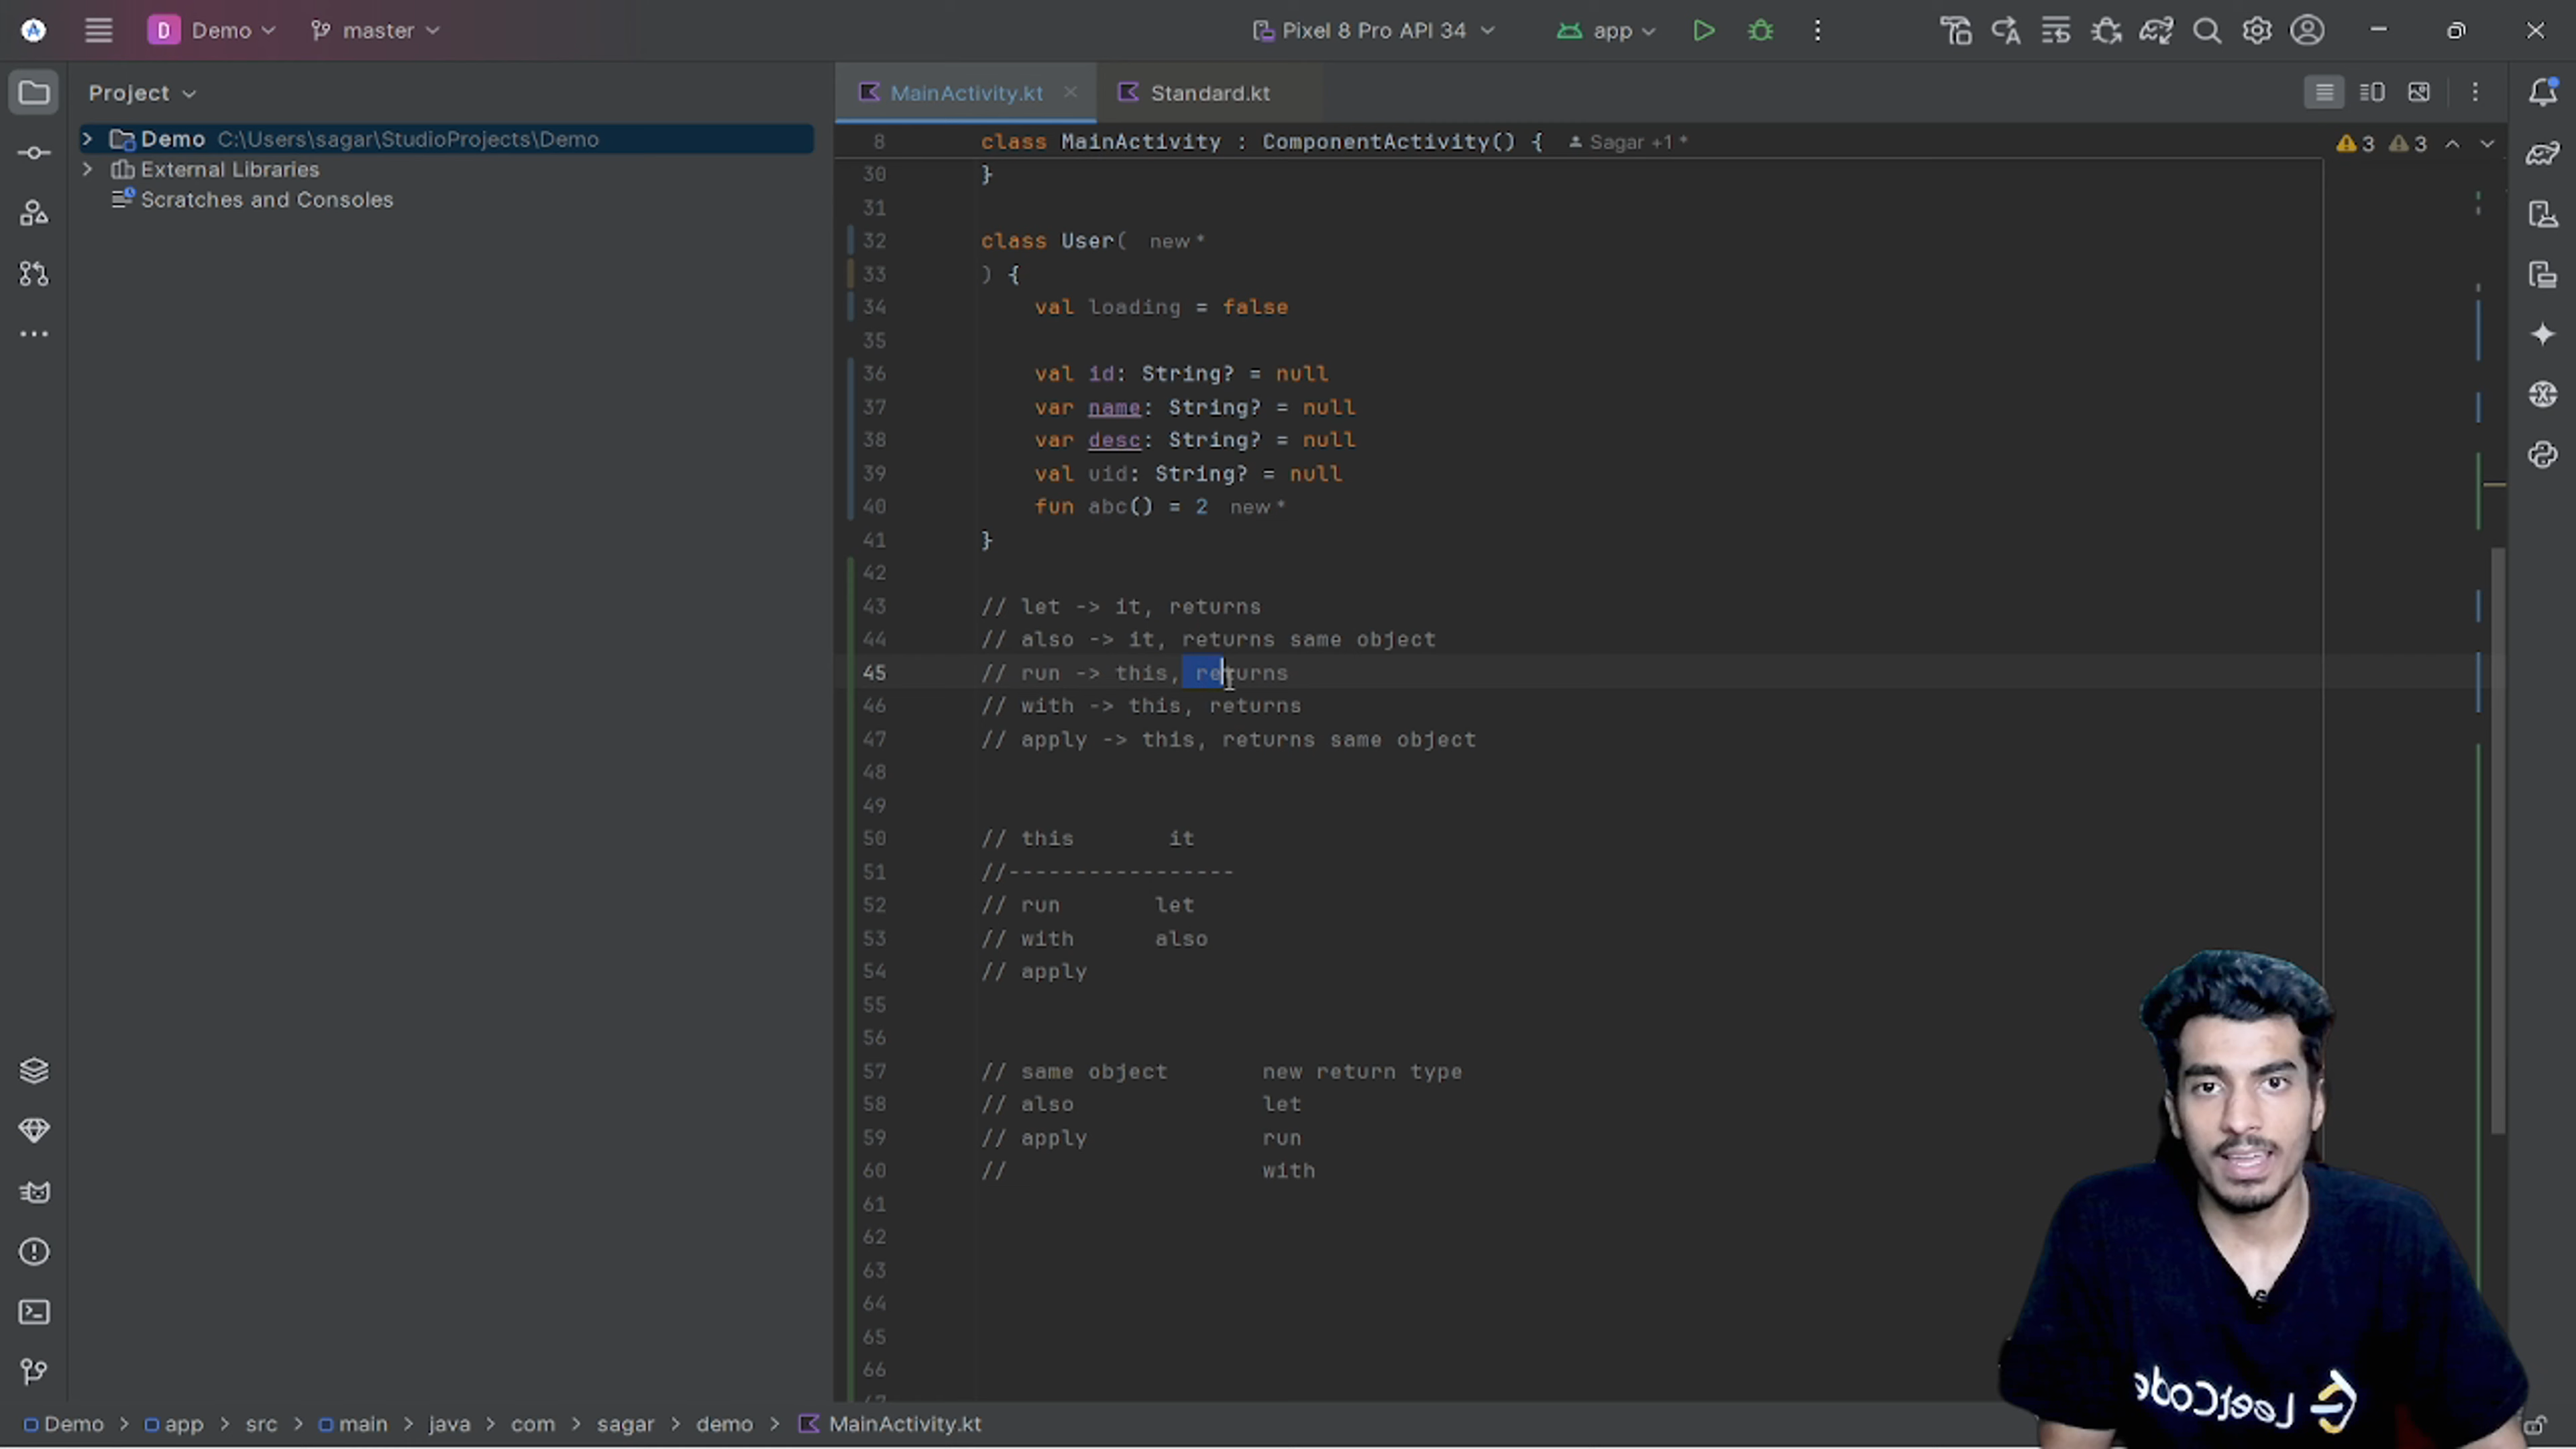 D Demo master Pixel 8 Pro API 34 app
Project
Demo C:\Users\sagar\StudioProjects\Demo
External Libraries
Scratches and Consoles
MainActivity.kt Standard.kt
8 class MainActivity : ComponentActivity() { Sagar +1 * 3 3
30 }
31
32 class User( new *
33 ) {
34 val loading = false
35
36 val id: String? = null
37 var name: String? = null
38 var desc: String? = null
39 val uid: String? = null
40 fun abc() = 2 new *
41 }
42
43 // let -> it, returns
44 // also -> it, returns same object
45 // run -> this, returns
46 // with -> this, returns
47 // apply -> this, returns same object
48
49
50 // this it
51 //-----------------
52 // run let
53 // with also
54 // apply
55
56
57 // same object new return type
58 // also let
59 // apply run
60 // with
61
62
63
64
65
66
LeetCode
Demo > app > src > main > java > com > sagar > demo > MainActivity.kt